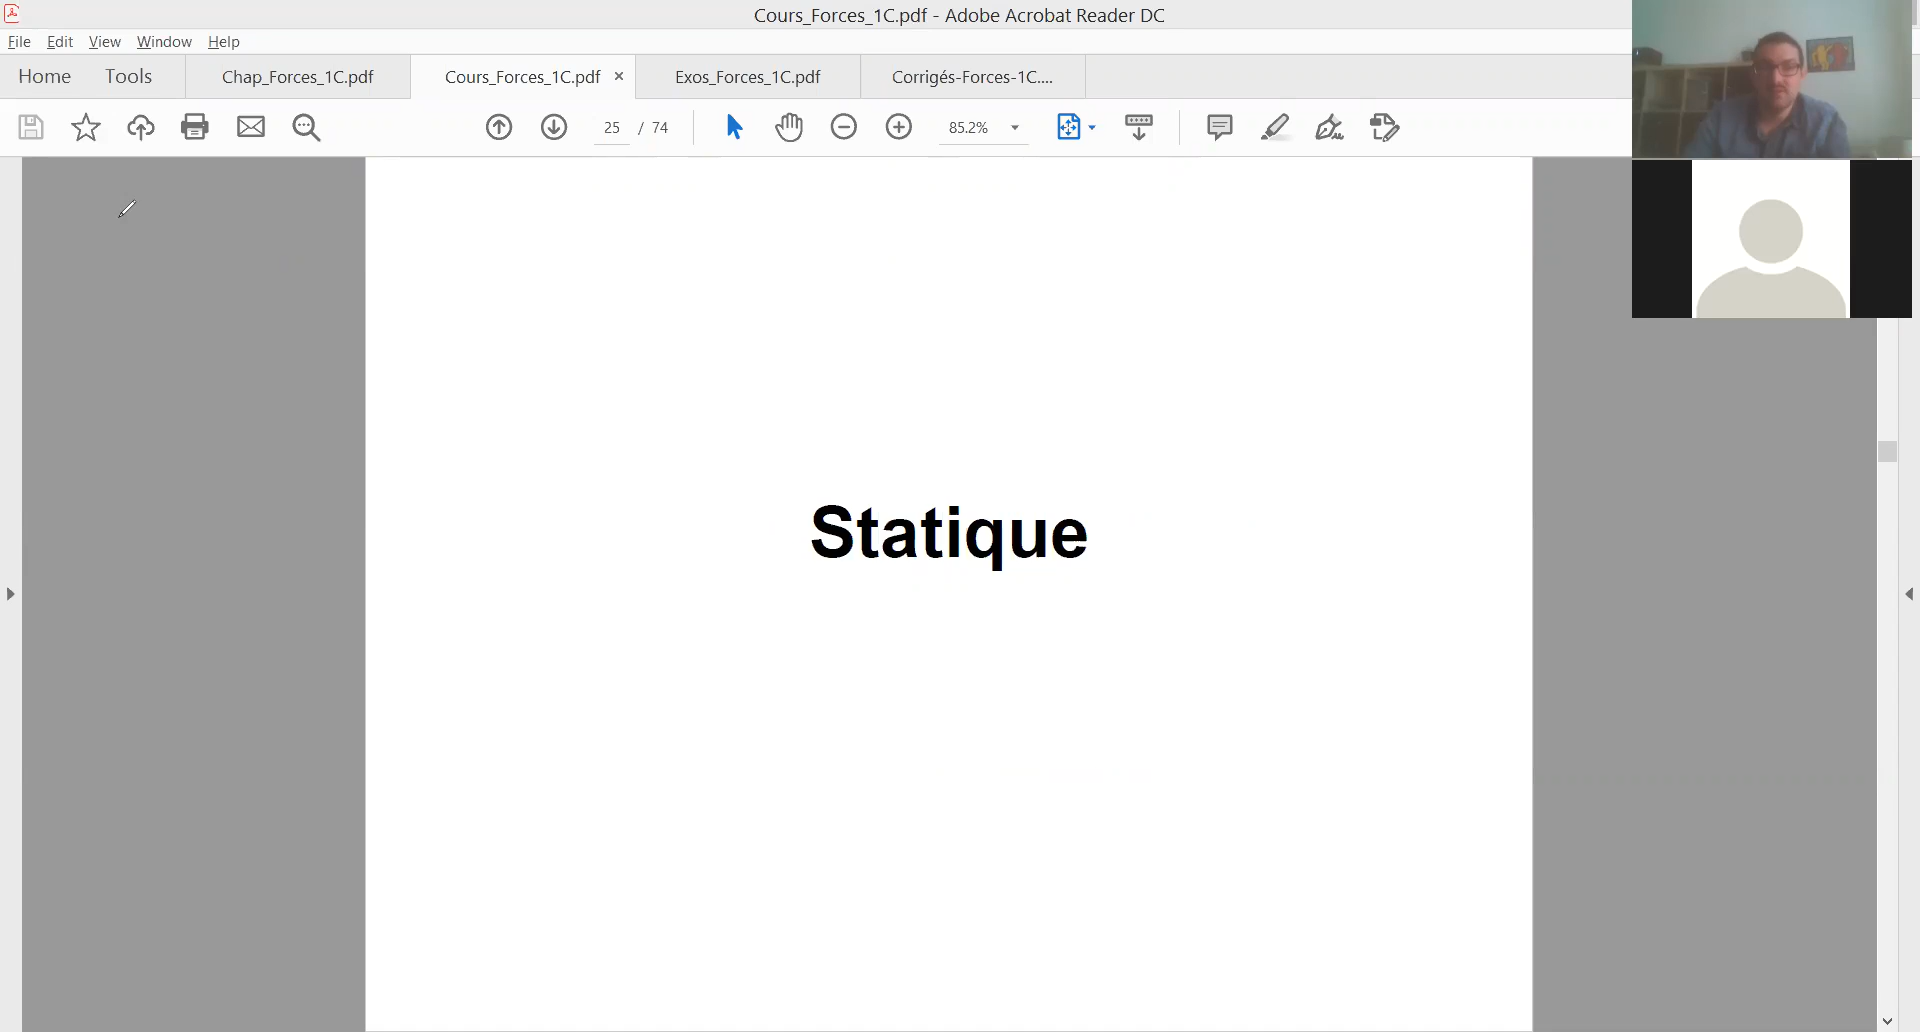 Cours_Forces_1C.pdf - Adobe Acrobat Reader DC
File Edit View Window Help
Home Tools Chap_Forces_1C.pdf Cours_Forces_1C.pdf × Exos_Forces_1C.pdf Corrigés-Forces-1C....
25 / 74 85.2%
Statique